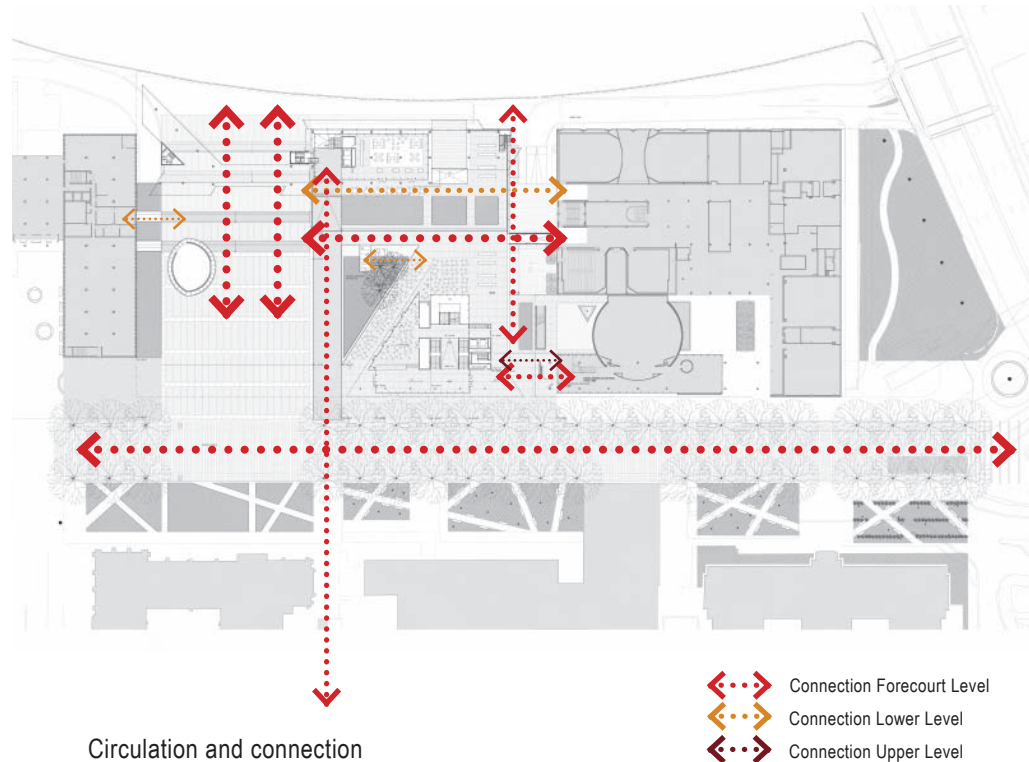 Connection Forecourt Level
Connection Lower Level
Circulation and connection
Connection Upper Level